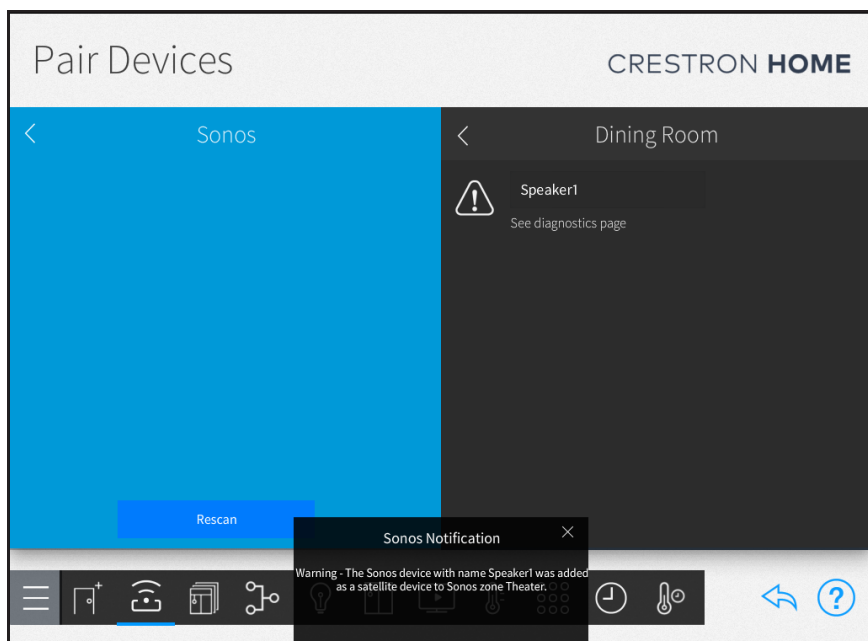 Pair Devices
CRESTRON HOME
Sonos
Dining Room
Speaker1
See diagnostics page
Rescan
Sonos Notification
Warning - The Sonos device with name Speaker1 was added
as a satellite device to Sonos zone Theater.
?